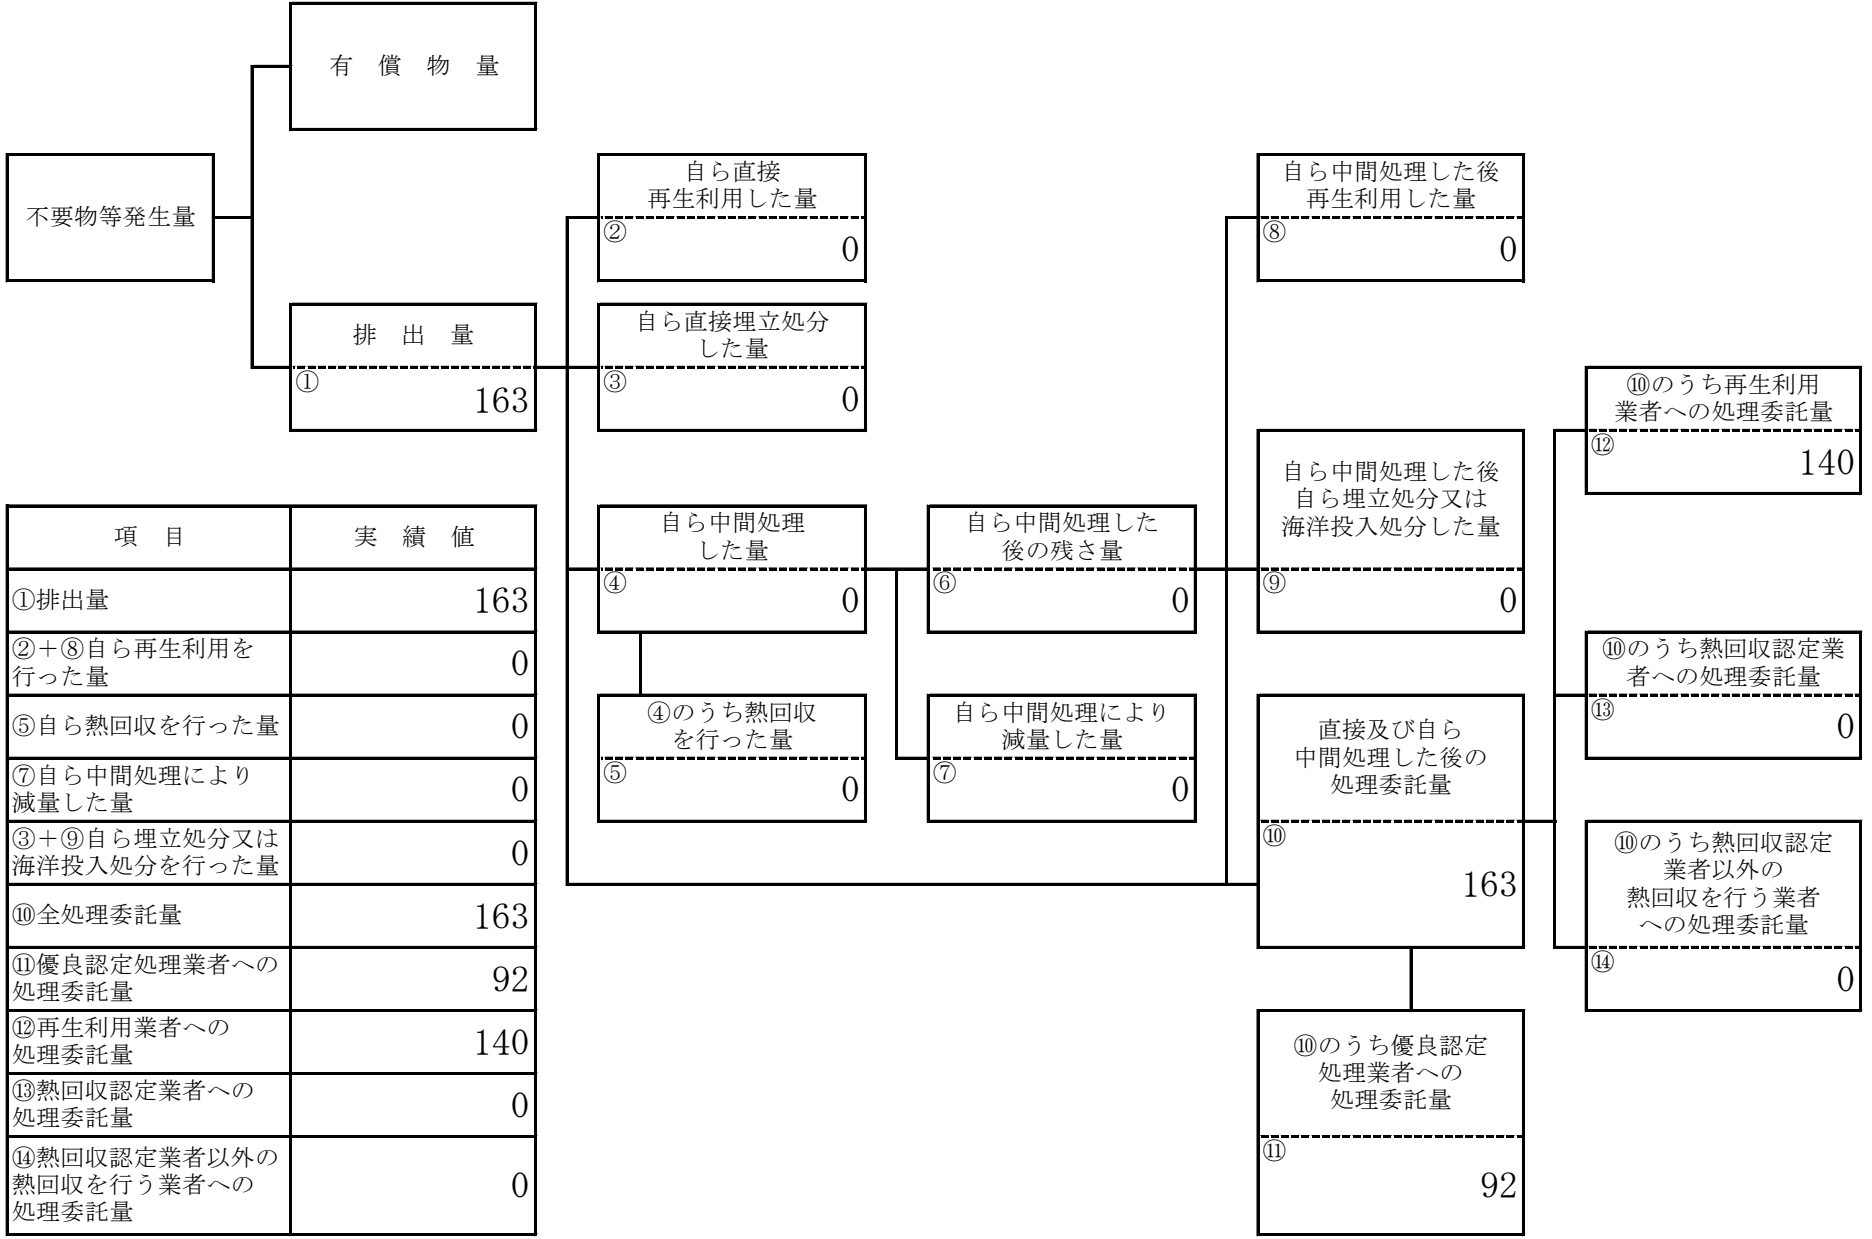 有　償　物　量
不要物等発生量
排　出　量
①
163
自ら直接
再生利用した量
②
0
自ら直接埋立処分
した量
③
0
自ら中間処理
した量
④
0
④のうち熱回収
を行った量
⑤
0
自ら中間処理した
後の残さ量
⑥
0
自ら中間処理により
減量した量
⑦
0
自ら中間処理した後
再生利用した量
⑧
0
自ら中間処理した後
自ら埋立処分又は
海洋投入処分した量
⑨
0
直接及び自ら
中間処理した後の
処理委託量
⑩
163
⑩のうち優良認定
処理業者への
処理委託量
⑪
92
⑩のうち再生利用
業者への処理委託量
⑫
140
⑩のうち熱回収認定業
者への処理委託量
⑬
0
⑩のうち熱回収認定
業者以外の
熱回収を行う業者
への処理委託量
⑭
0
項　目　実　績　値
①排出量　163
②＋⑧自ら再生利用を
行った量　0
⑤自ら熱回収を行った量　0
⑦自ら中間処理により
減量した量　0
③＋⑨自ら埋立処分又は
海洋投入処分を行った量　0
⑩全処理委託量　163
⑪優良認定処理業者への
処理委託量　92
⑫再生利用業者への
処理委託量　140
⑬熱回収認定業者への
処理委託量　0
⑭熱回収認定業者以外の
熱回収を行う業者への
処理委託量　0